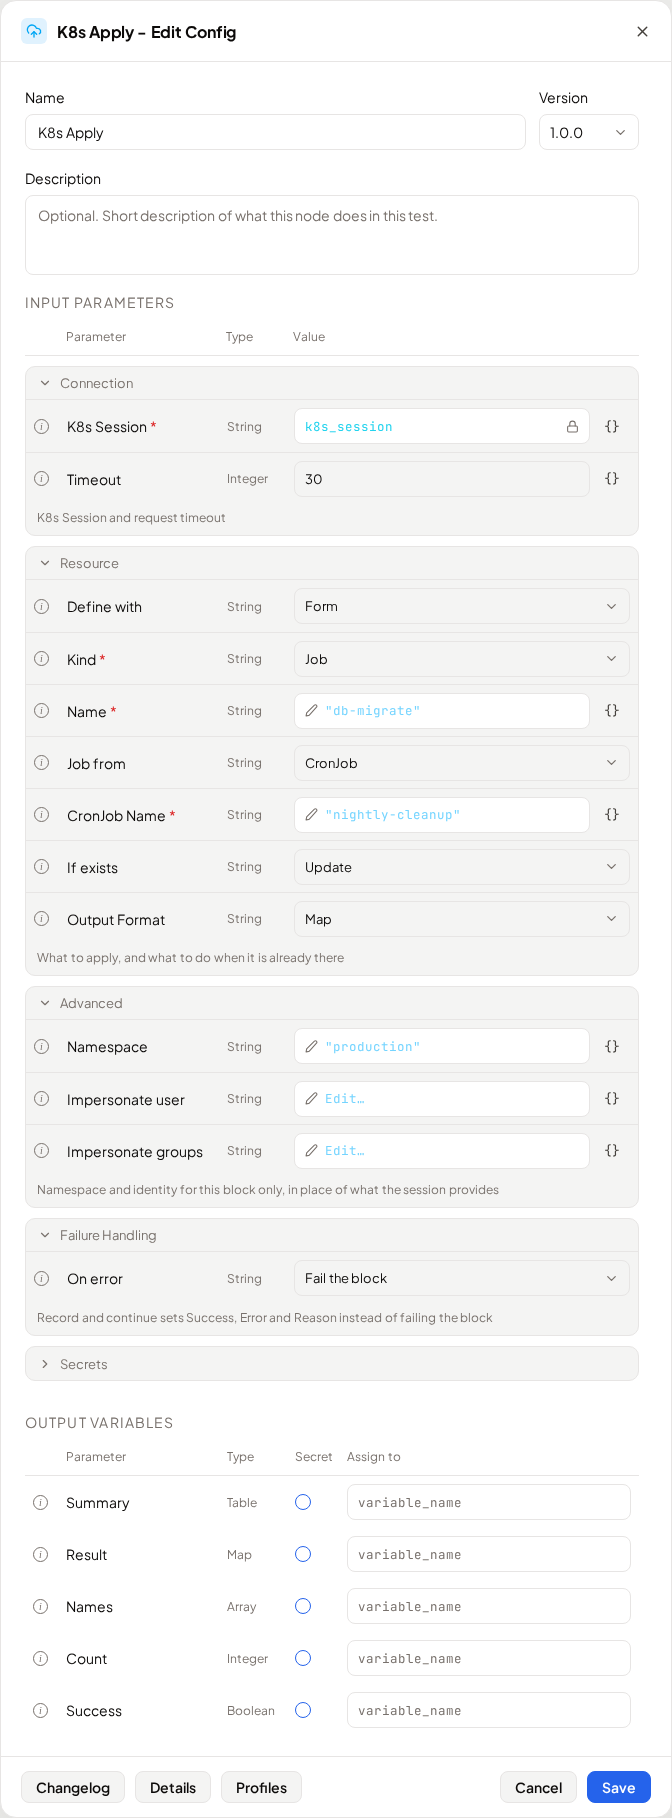 K8s Apply - Edit Config
Name
Version
K8s Apply
1.0.0
Description
Optional. Short description of what this node does in this test.
INPUT PARAMETERS
Parameter Type Value
Connection
K8s Session * String k8s_session {}
Timeout Integer 30 {}
K8s Session and request timeout
Resource
Define with String Form
Kind * String Job
Name * String "db-migrate" {}
Job from String CronJob
CronJob Name * String "nightly-cleanup" {}
If exists String Update
Output Format String Map
What to apply, and what to do when it is already there
Advanced
Namespace String "production" {}
Impersonate user String Edit… {}
Impersonate groups String Edit… {}
Namespace and identity for this block only, in place of what the session provides
Failure Handling
On error String Fail the block
Record and continue sets Success, Error and Reason instead of failing the block
Secrets
OUTPUT VARIABLES
Parameter Type Secret Assign to
Summary Table variable_name
Result Map variable_name
Names Array variable_name
Count Integer variable_name
Success Boolean variable_name
Changelog Details Profiles Cancel Save